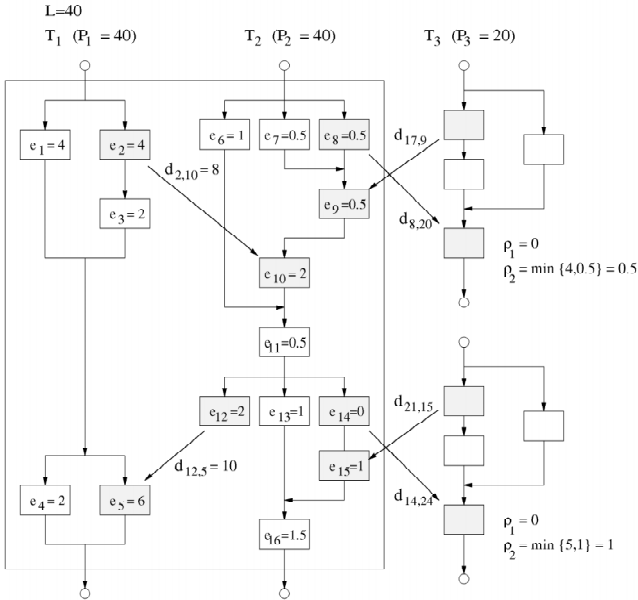 L=40
T1 (P1 = 40)
T2 (P2 = 40)
T3 (P3 = 20)
e1 = 4
e2 = 4
e6 = 1
e7 = 0.5
e8 = 0.5
d17,9
d2,10 = 8
e3 = 2
e9 = 0.5
d8,20
ρ1 = 0
ρ2 = min {4,0.5} = 0.5
e10 = 2
e11 = 0.5
e12 = 2
e13 = 1
e14 = 0
d21,15
d12,5 = 10
e15 = 1
e4 = 2
e5 = 6
d14,24
e16 = 1.5
ρ1 = 0
ρ2 = min {5,1} = 1